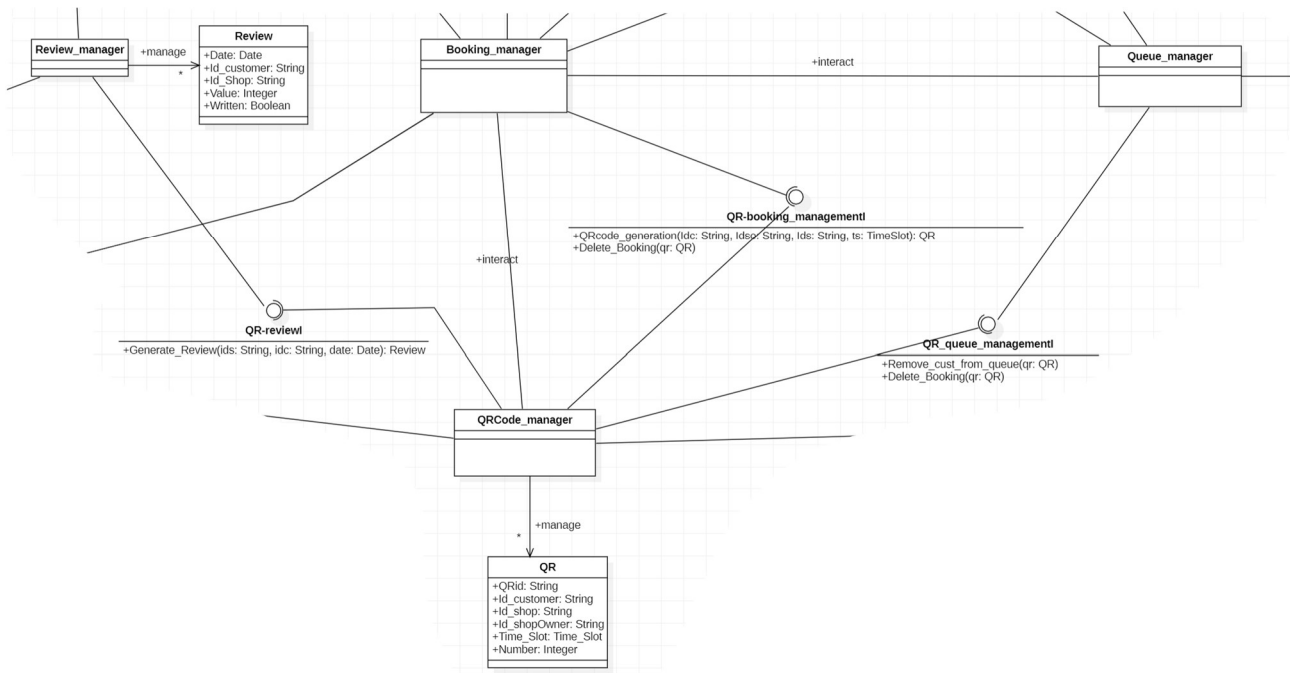 Review_manager
+manage
*
Review
+Date: Date
+Id_customer: String
+Id_Shop: String
+Value: Integer
+Written: Boolean
Booking_manager
+interact
Queue_manager
QR-booking_managementI
+QRcode_generation(Idc: String, Idso: String, Ids: String, ts: TimeSlot): QR
+Delete_Booking(qr: QR)
+interact
QR-reviewI
+Generate_Review(ids: String, idc: String, date: Date): Review
QR_queue_managementI
+Remove_cust_from_queue(qr: QR)
+Delete_Booking(qr: QR)
QRCode_manager
+manage
*
QR
+QRid: String
+Id_customer: String
+Id_shop: String
+Id_shopOwner: String
+Time_Slot: Time_Slot
+Number: Integer